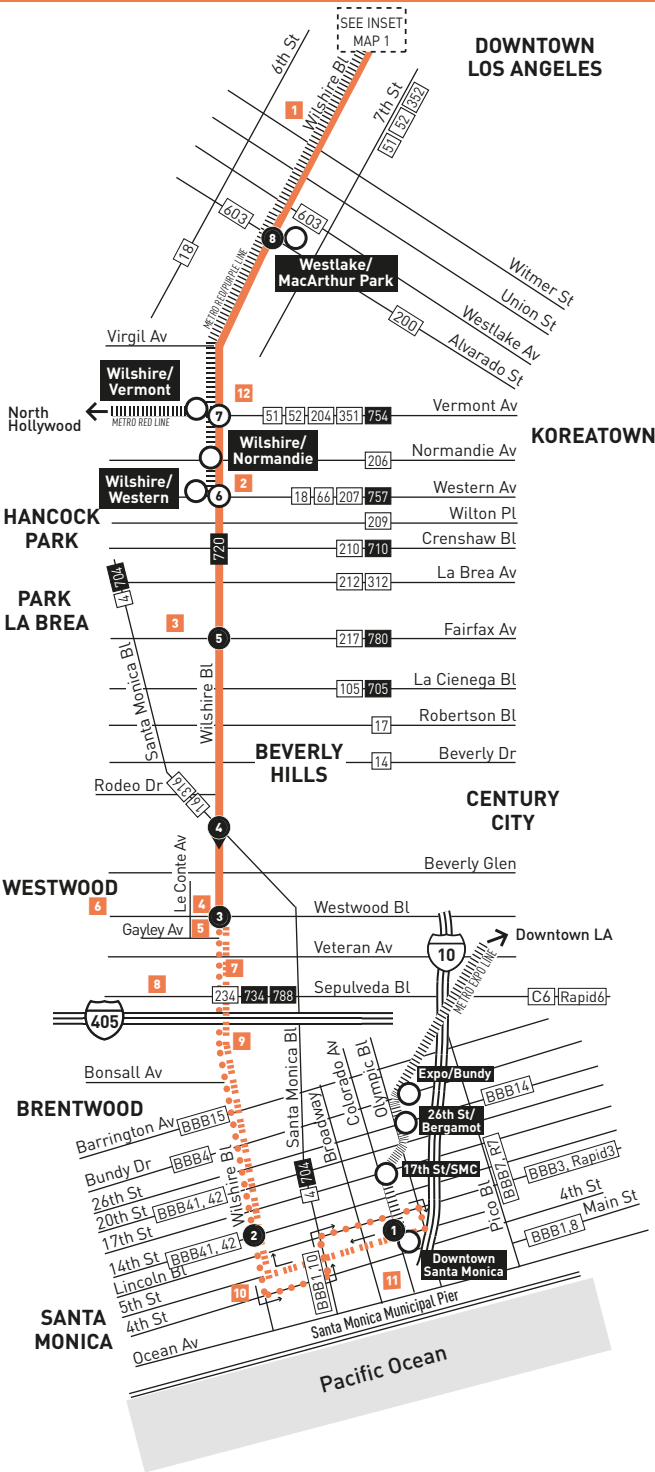 SEE INSET
MAP 1
DOWNTOWN
LOS ANGELES
6th St
Wilshire Bl
7th St
51 52 352
1
603
603
18
8
Westlake/
MacArthur Park
METRO RED/PURPLE LINE
200
Witmer St
Union St
Westlake Av
Alvarado St
Virgil Av
Wilshire/
Vermont
12
North
Hollywood
METRO RED LINE
7
51 52 204 351 754
Vermont Av
KOREATOWN
Wilshire/
Normandie
206
Normandie Av
Wilshire/
Western
2
6
18 66 207 757
Western Av
HANCOCK
PARK
209
Wilton Pl
720
210 710
Crenshaw Bl
4 704
212 312
La Brea Av
PARK
LA BREA
3
5
217 780
Fairfax Av
Santa Monica Bl
Wilshire Bl
105 705
La Cienega Bl
17
Robertson Bl
BEVERLY
HILLS
14
Beverly Dr
Rodeo Dr
16 316
CENTURY
CITY
4
Le Conte Av
Beverly Glen
WESTWOOD
6
4
3
Westwood Bl
Gayley Av
5
10
Downtown LA
Veteran Av
7
METRO EXPO LINE
8
234 734 788
Sepulveda Bl
C6 Rapid6
405
9
Santa Monica Bl
Broadway
Colorado Av
Olympic Bl
Bonsall Av
Expo/Bundy
BRENTWOOD
BBB14
26th St/
Bergamot
Barrington Av
BBB15
Bundy Dr
BBB4
26th St
20th St
BBB41, 42
17th St
14th St
BBB41, 42
Lincoln Bl
5th St
4th St
Ocean Av
Wilshire Bl
4 704
17th St/SMC
Pico Bl
BBB7, R7
BBB3, Rapid3
4th St
Main St
BBB1,8
2
1
Downtown
Santa Monica
BBB1, 10
10
11
SANTA
MONICA
Santa Monica Municipal Pier
Pacific Ocean